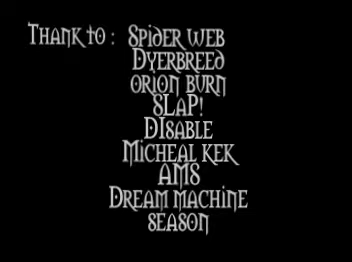 Thank to : Spider web
Dyerbreed
orion burn
SLAP!
DIsable
Micheal kek
AMS
Dream machine
season